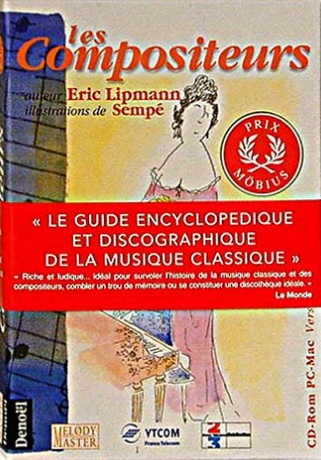 les
Compositeurs
auteur Eric Lipmann
illustrations de Sempé
PRIX
MÖBIUS
« LE GUIDE ENCYCLOPEDIQUE
ET DISCOGRAPHIQUE
DE LA MUSIQUE CLASSIQUE »
« Riche et ludique... idéal pour survoler l'histoire de la musique classique et des
compositeurs, combler un trou de mémoire ou se constituer une discothèque idéale. »
Le Monde
CD-Rom PC-Mac Vers
Denoël
MELODY
MASTER
VTCOM
France Telecom